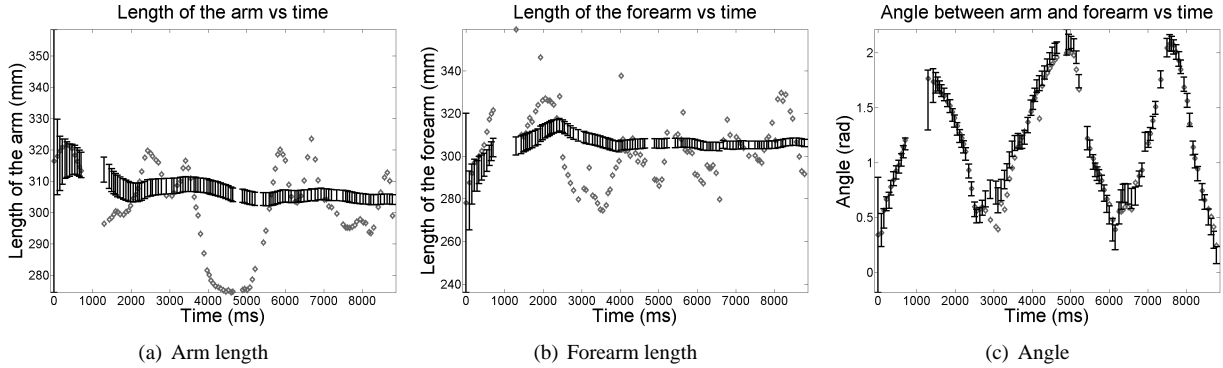 Length of the arm vs time
Length of the arm (mm)
350
340
330
320
310
300
290
280
0 1000 2000 3000 4000 5000 6000 7000 8000
Time (ms)
(a) Arm length
Length of the forearm vs time
Length of the forearm (mm)
340
320
300
280
260
240
0 1000 2000 3000 4000 5000 6000 7000 8000
Time (ms)
(b) Forearm length
Angle between arm and forearm vs time
Angle (rad)
2
1.5
1
0.5
0
0 1000 2000 3000 4000 5000 6000 7000 8000
Time (ms)
(c) Angle